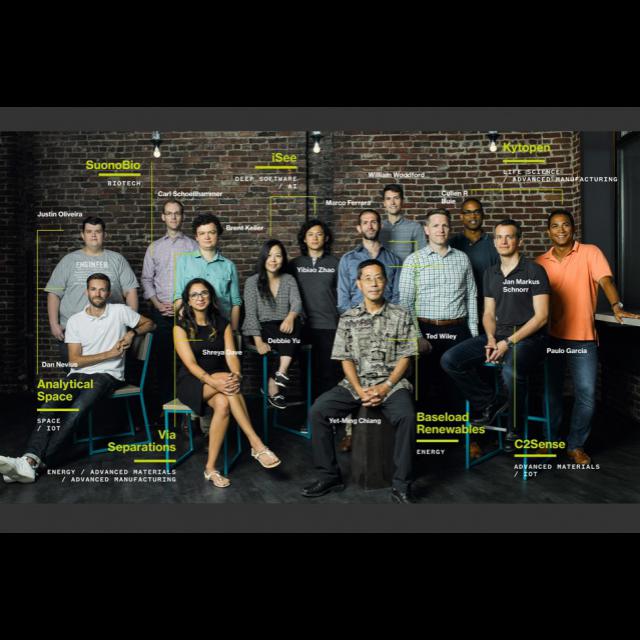 Kytopen
LIFE SCIENCE
ADVANCED MANUFACTURING
iSee
DEEP SOFTWARE
/ AI
SuonoBio
BIOTECH
William Woodford
Carl Schoellhammer
Cullen R
Buie
Marco Ferrara
Justin Oliveira
Brent Keller
ENGINEER
Yibiao Zhao
Jan Markus
Schnorr
Ted Wiley
Debbie Yu
Shreya Dave
Paulo Garcia
Dan Nevius
Analytical
Space
SPACE
/ IOT
Yet-Ming Chiang
Baseload
Renewables
ENERGY
Via
Separations
ENERGY / ADVANCED MATERIALS
/ ADVANCED MANUFACTURING
C2Sense
ADVANCED MATERIALS
/ IOT